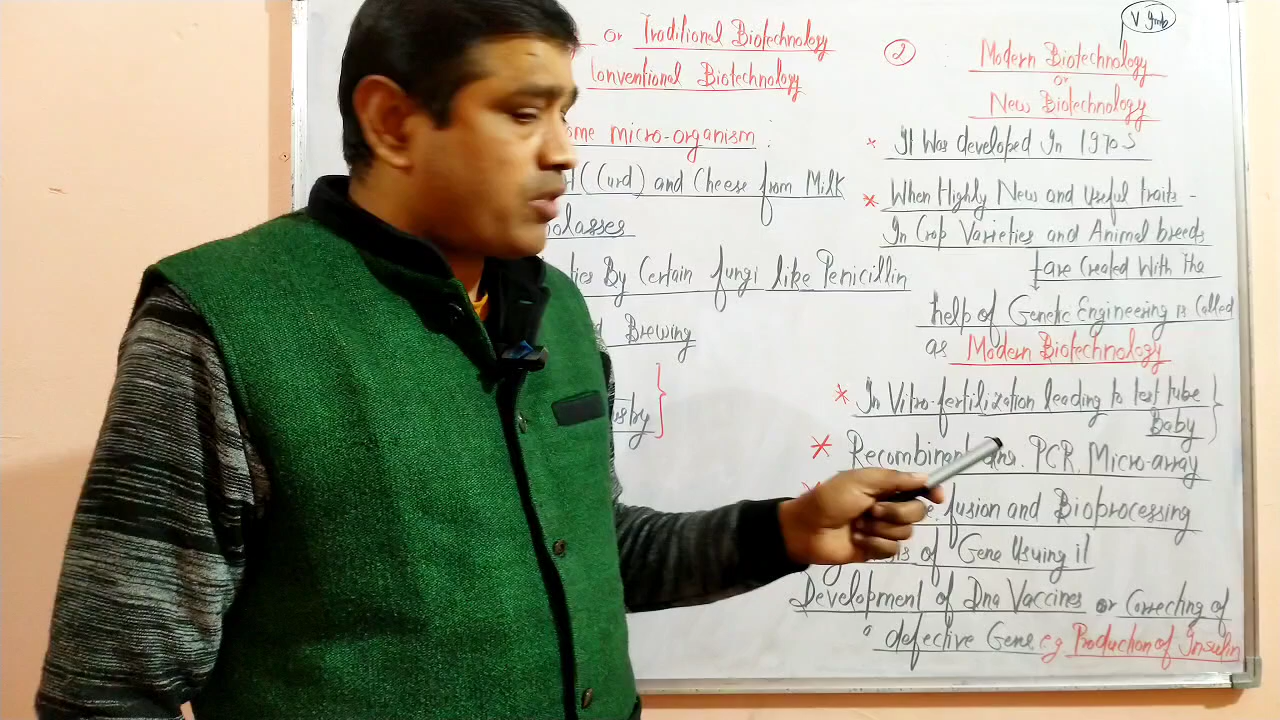 or Traditional Biotechnology
Conventional Biotechnology
ome micro-organism :
(Curd) and Cheese from Milk
olasses
By Certain fungi like Penicillin
Brewing
ustry
V Imp
2
Modern Biotechnology
or
New Biotechnology
* It Was developed In 1970s
* When Highly New and useful traits -
In Crop Varieties and Animal breeds
are Created With the
help of Genetic Engineering is Called
as Modern Biotechnology
* In Vitro-fertilization leading to test tube
Baby
* Recombinant Dna, PCR, Micro-array
fusion and Bioprocessing
of Gene Usuing it
Development of Dna Vaccines or Correcting of
defective Gene eg Production of Insulin